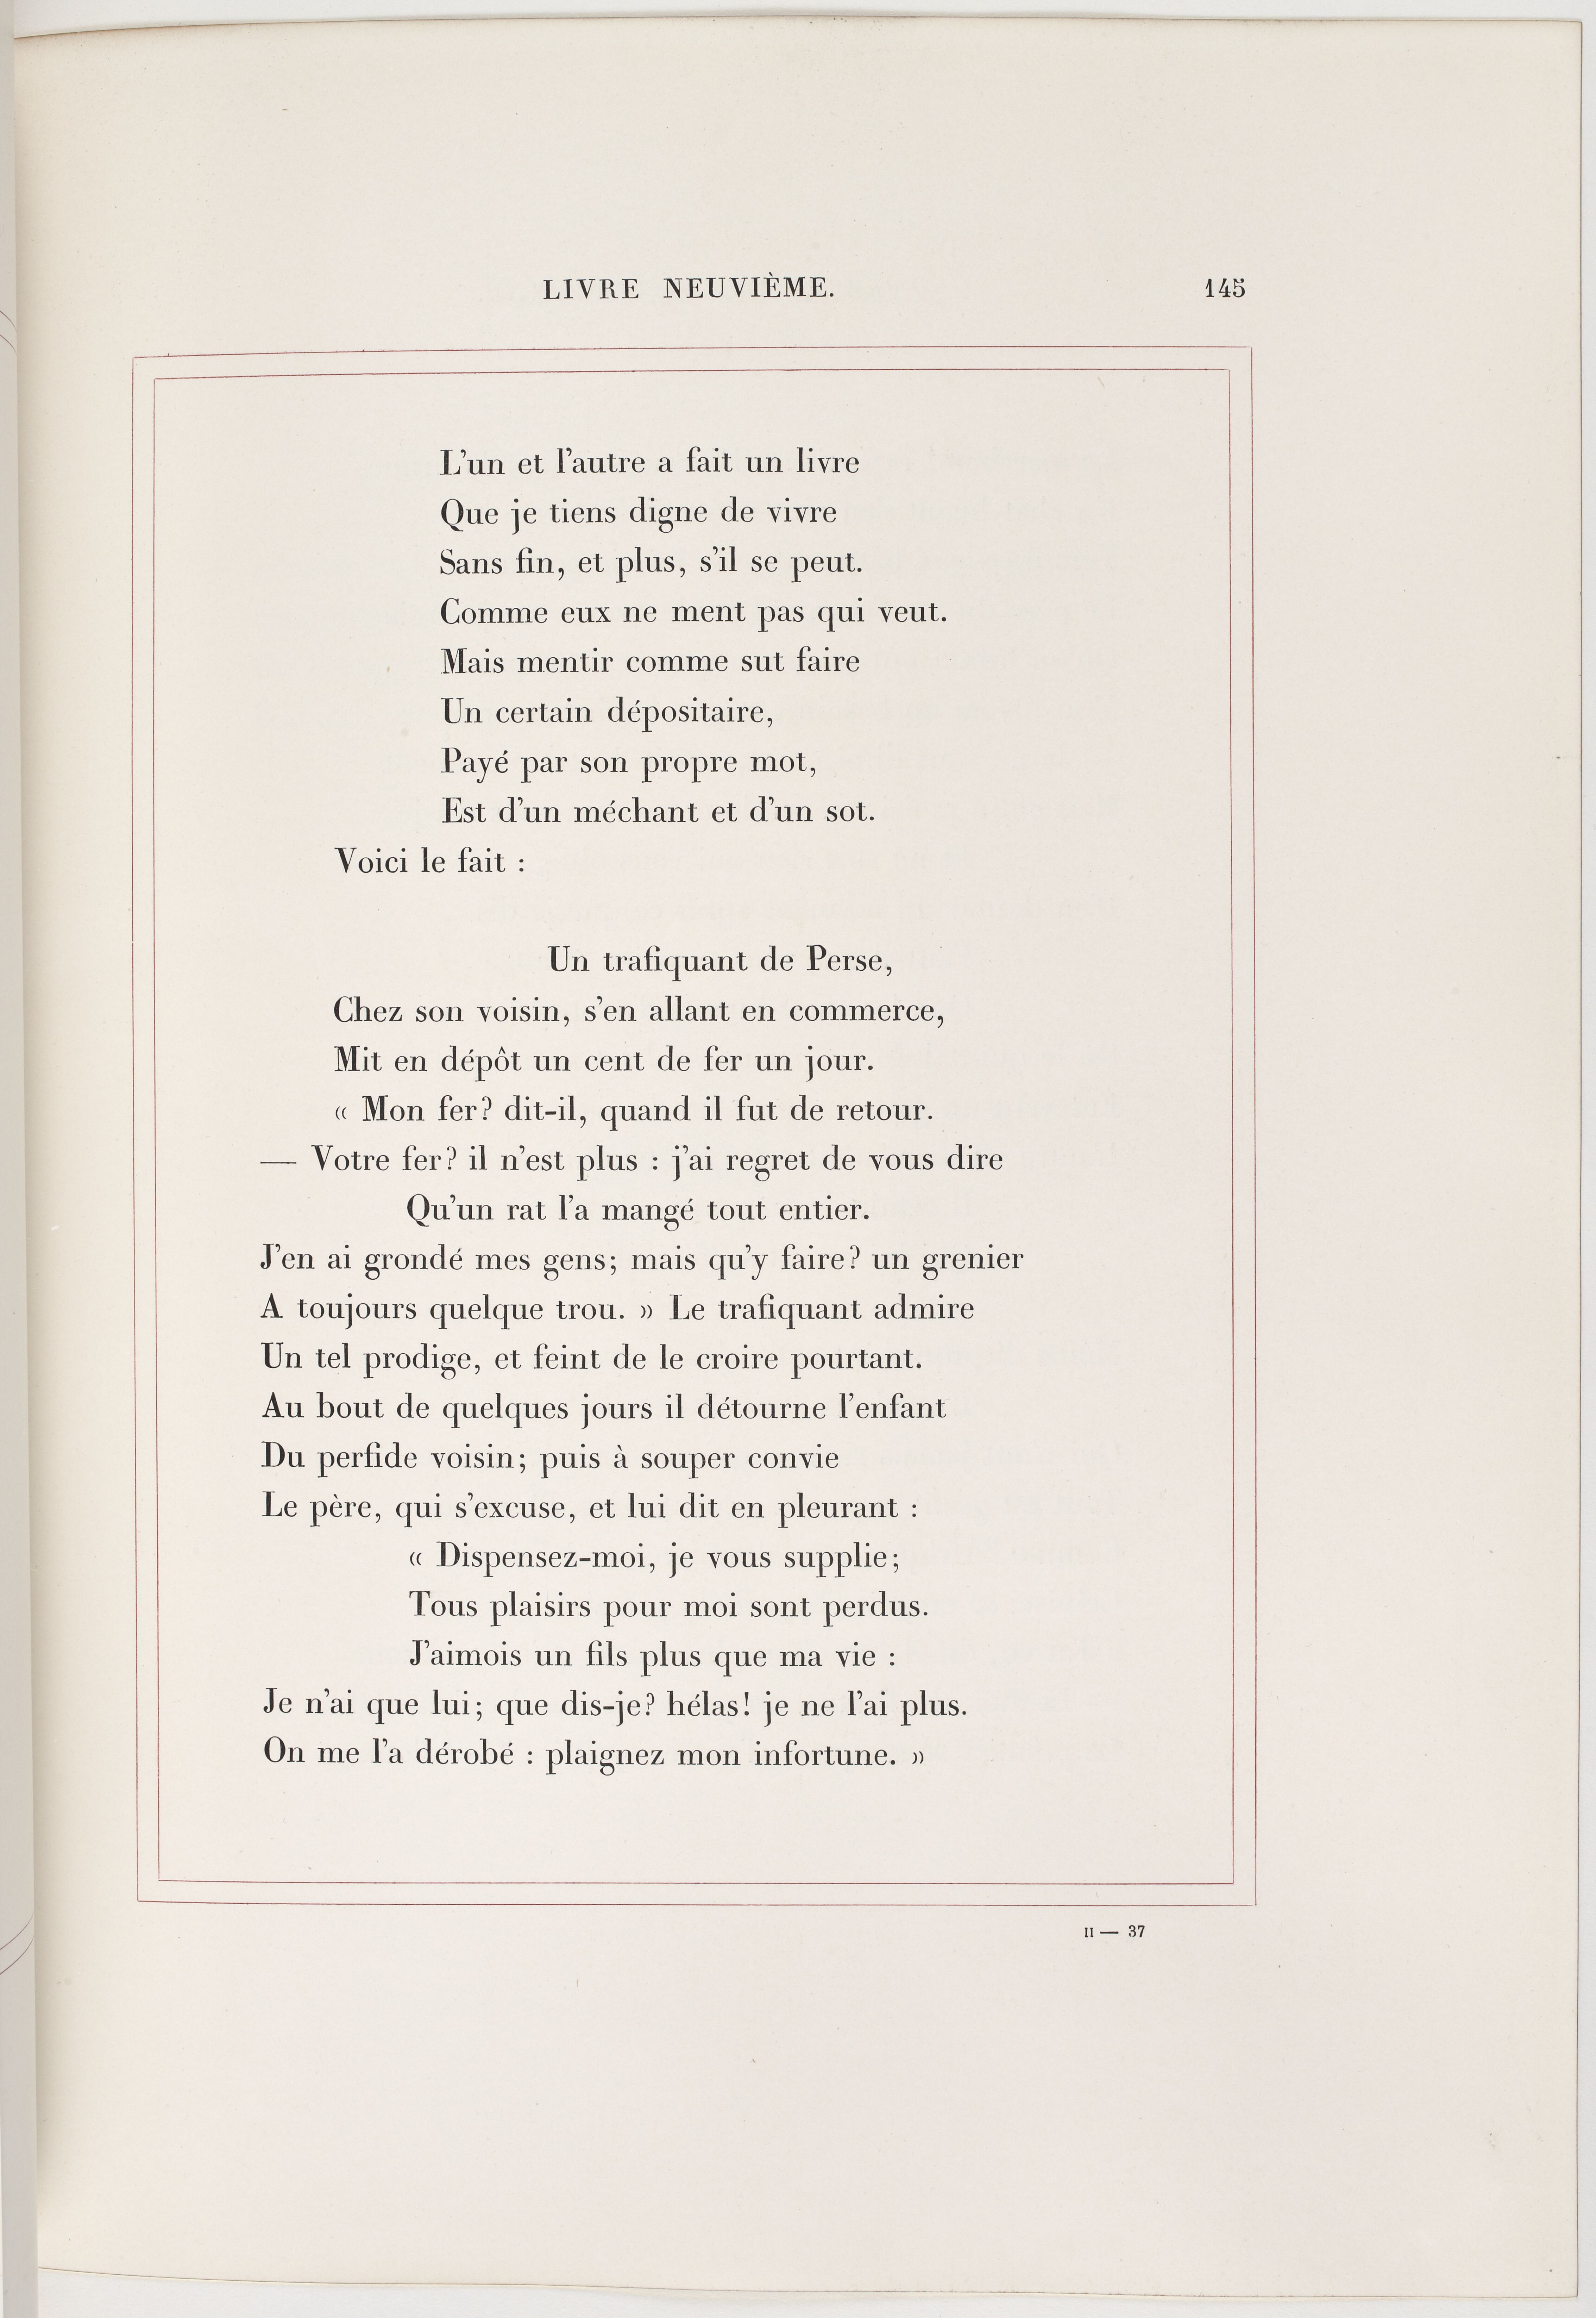 LIVRE NEUVIÈME. 145
L'un et l'autre a fait un livre
Que je tiens digne de vivre
Sans fin, et plus, s'il se peut.
Comme eux ne ment pas qui veut.
Mais mentir comme sut faire
Un certain dépositaire,
Payé par son propre mot,
Est d'un méchant et d'un sot.
Voici le fait :
Un trafiquant de Perse,
Chez son voisin, s'en allant en commerce,
Mit en dépôt un cent de fer un jour.
« Mon fer? dit-il, quand il fut de retour.
— Votre fer? il n'est plus : j'ai regret de vous dire
Qu'un rat l'a mangé tout entier.
J'en ai grondé mes gens; mais qu'y faire? un grenier
A toujours quelque trou. » Le trafiquant admire
Un tel prodige, et feint de le croire pourtant.
Au bout de quelques jours il détourne l'enfant
Du perfide voisin; puis à souper convie
Le père, qui s'excuse, et lui dit en pleurant :
« Dispensez-moi, je vous supplie;
Tous plaisirs pour moi sont perdus.
J'aimois un fils plus que ma vie :
Je n'ai que lui; que dis-je? hélas! je ne l'ai plus.
On me l'a dérobé : plaignez mon infortune. »
II — 37